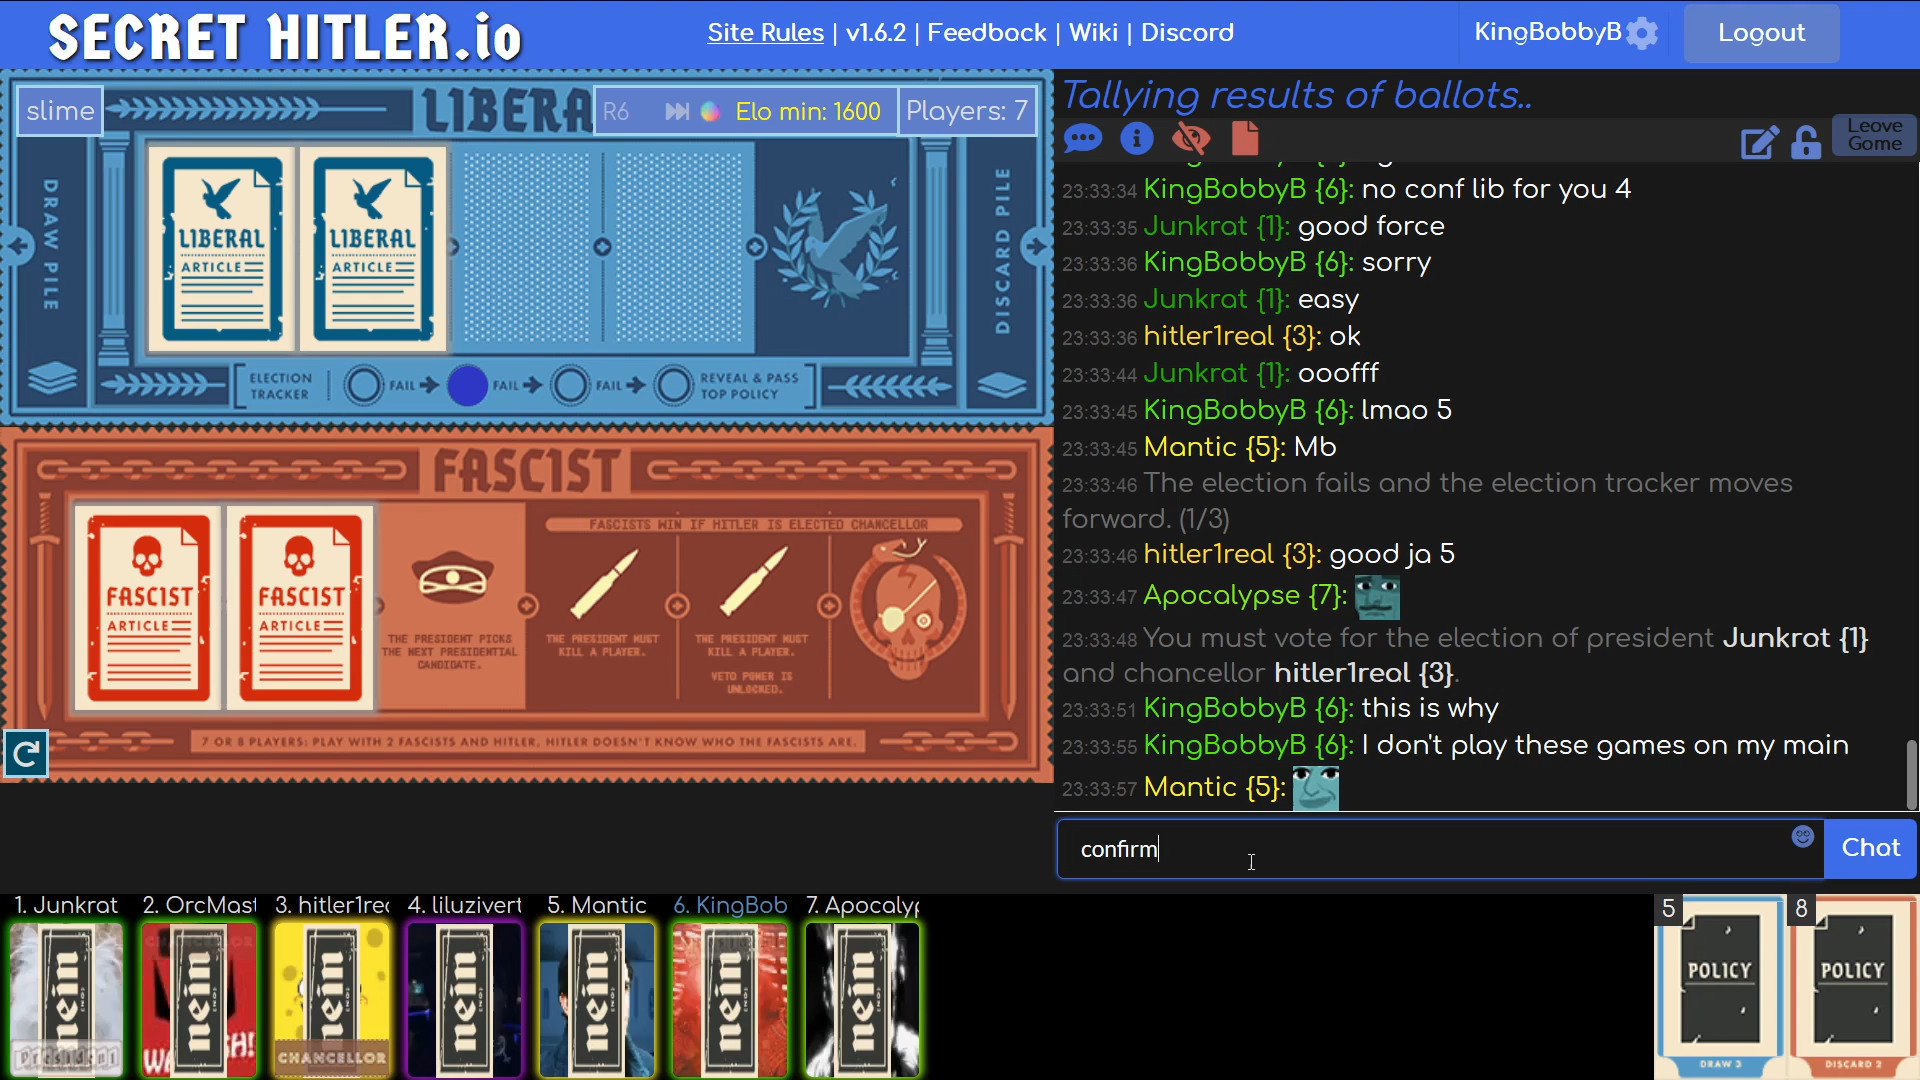 SECRET HITLER.io
Site Rules | v1.6.2 | Feedback | Wiki | Discord
KingBobbyB
Logout
slime
LIBERA
R6
Elo min: 1600
Players: 7
DRAW PILE
LIBERAL
ARTICLE
LIBERAL
ARTICLE
DISCARD PILE
ELECTION
TRACKER
FAIL
FAIL
FAIL
REVEAL & PASS
TOP POLICY
FASCIST
FASCISTS WIN IF HITLER IS ELECTED CHANCELLOR
FASCIST
ARTICLE
FASCIST
ARTICLE
THE PRESIDENT PICKS
THE NEXT PRESIDENTIAL
CANDIDATE.
THE PRESIDENT MUST
KILL A PLAYER.
THE PRESIDENT MUST
KILL A PLAYER.
VETO POWER IS
UNLOCKED.
7 OR 8 PLAYERS: PLAY WITH 2 FASCISTS AND HITLER, HITLER DOESN'T KNOW WHO THE FASCISTS ARE.
Tallying results of ballots..
Leave
Game
23:33:34 KingBobbyB {6}: no conf lib for you 4
23:33:35 Junkrat {1}: good force
23:33:36 KingBobbyB {6}: sorry
23:33:36 Junkrat {1}: easy
23:33:36 hitler1real {3}: ok
23:33:44 Junkrat {1}: ooofff
23:33:45 KingBobbyB {6}: lmao 5
23:33:45 Mantic {5}: Mb
23:33:46 The election fails and the election tracker moves
forward. (1/3)
23:33:46 hitler1real {3}: good ja 5
23:33:47 Apocalypse {7}:
23:33:48 You must vote for the election of president Junkrat {1}
and chancellor hitler1real {3}.
23:33:51 KingBobbyB {6}: this is why
23:33:55 KingBobbyB {6}: I don't play these games on my main
23:33:57 Mantic {5}:
confirm
Chat
1. Junkrat
2. OrcMast
3. hitler1rea
4. liluzivert
5. Mantic
6. KingBob
7. Apocalyp
nein
President
nein
nein
CHANCELLOR
nein
nein
nein
nein
5
POLICY
DRAW 3
8
POLICY
DISCARD 2